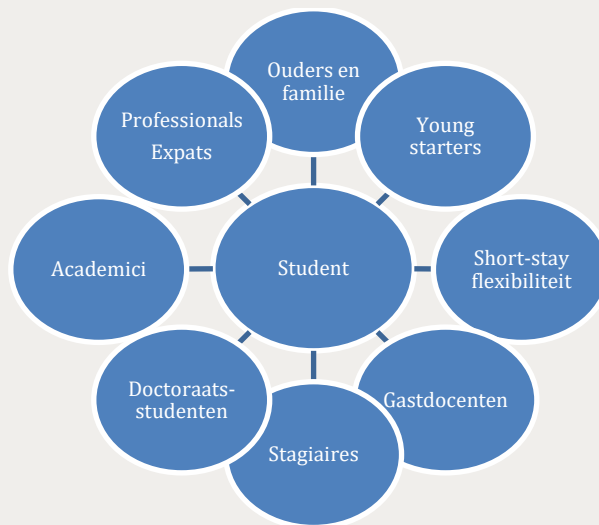 Ouders en
familie
Professionals
Expats
Young
starters
Academici
Student
Short-stay
flexibiliteit
Doctoraats-
studenten
Gastdocenten
Stagiaires